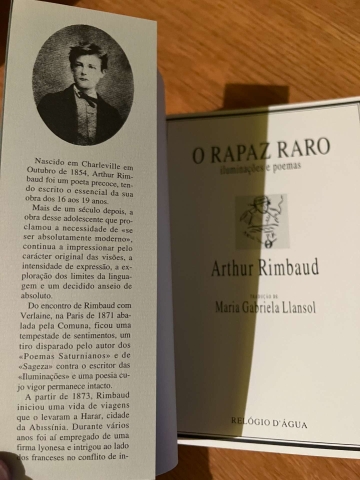 Nascido em Charleville em
Outubro de 1854, Arthur Rim-
baud foi um poeta precoce, ten-
do escrito o essencial da sua
obra dos 16 aos 19 anos.
Mais de um século depois, a
obra desse adolescente que pro-
clamou a necessidade de «se
ser absolutamente moderno»,
continua a impressionar pelo
carácter original das visões, a
intensidade de expressão, a ex-
ploração dos limites da lingua-
gem e um decidido anseio de
absoluto.
Do encontro de Rimbaud com
Verlaine, na Paris de 1871 aba-
lada pela Comuna, ficou uma
tempestade de sentimentos, um
tiro disparado pelo autor dos
«Poemas Saturnianos» e de
«Sageza» contra o escritor das
«Iluminações» e uma poesia cu-
jo vigor permanece intacto.
A partir de 1873, Rimbaud
iniciou uma vida de viagens
que o levaram a Harar, cidade
da Abissínia. Durante vários
anos foi aí empregado de uma
firma lyonesa e intrigou ao lado
dos franceses no conflito de in-
O RAPAZ RARO
iluminações e poemas
Arthur Rimbaud
TRADUÇÃO DE
Maria Gabriela Llansol
RELÓGIO D'ÁGUA